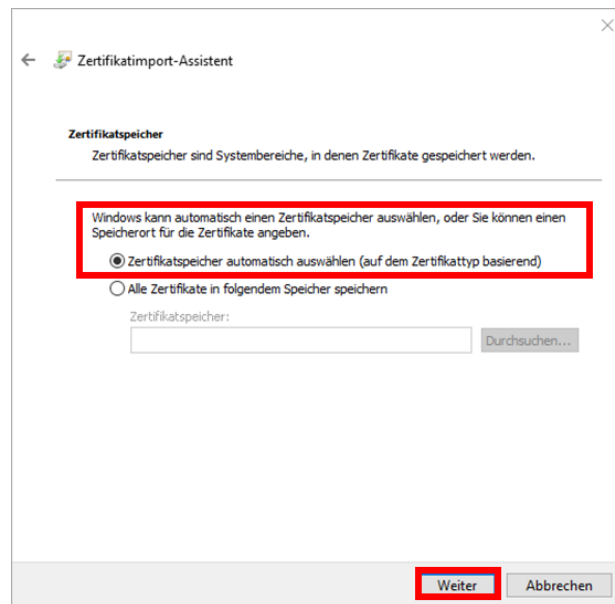 Zertifikatimport-Assistent
Zertifikatspeicher
Zertifikatspeicher sind Systembereiche, in denen Zertifikate gespeichert werden.
Windows kann automatisch einen Zertifikatspeicher auswählen, oder Sie können einen
Speicherort für die Zertifikate angeben.
Zertifikatspeicher automatisch auswählen (auf dem Zertifikattyp basierend)
Alle Zertifikate in folgendem Speicher speichern
Zertifikatspeicher:
Durchsuchen...
Weiter Abbrechen